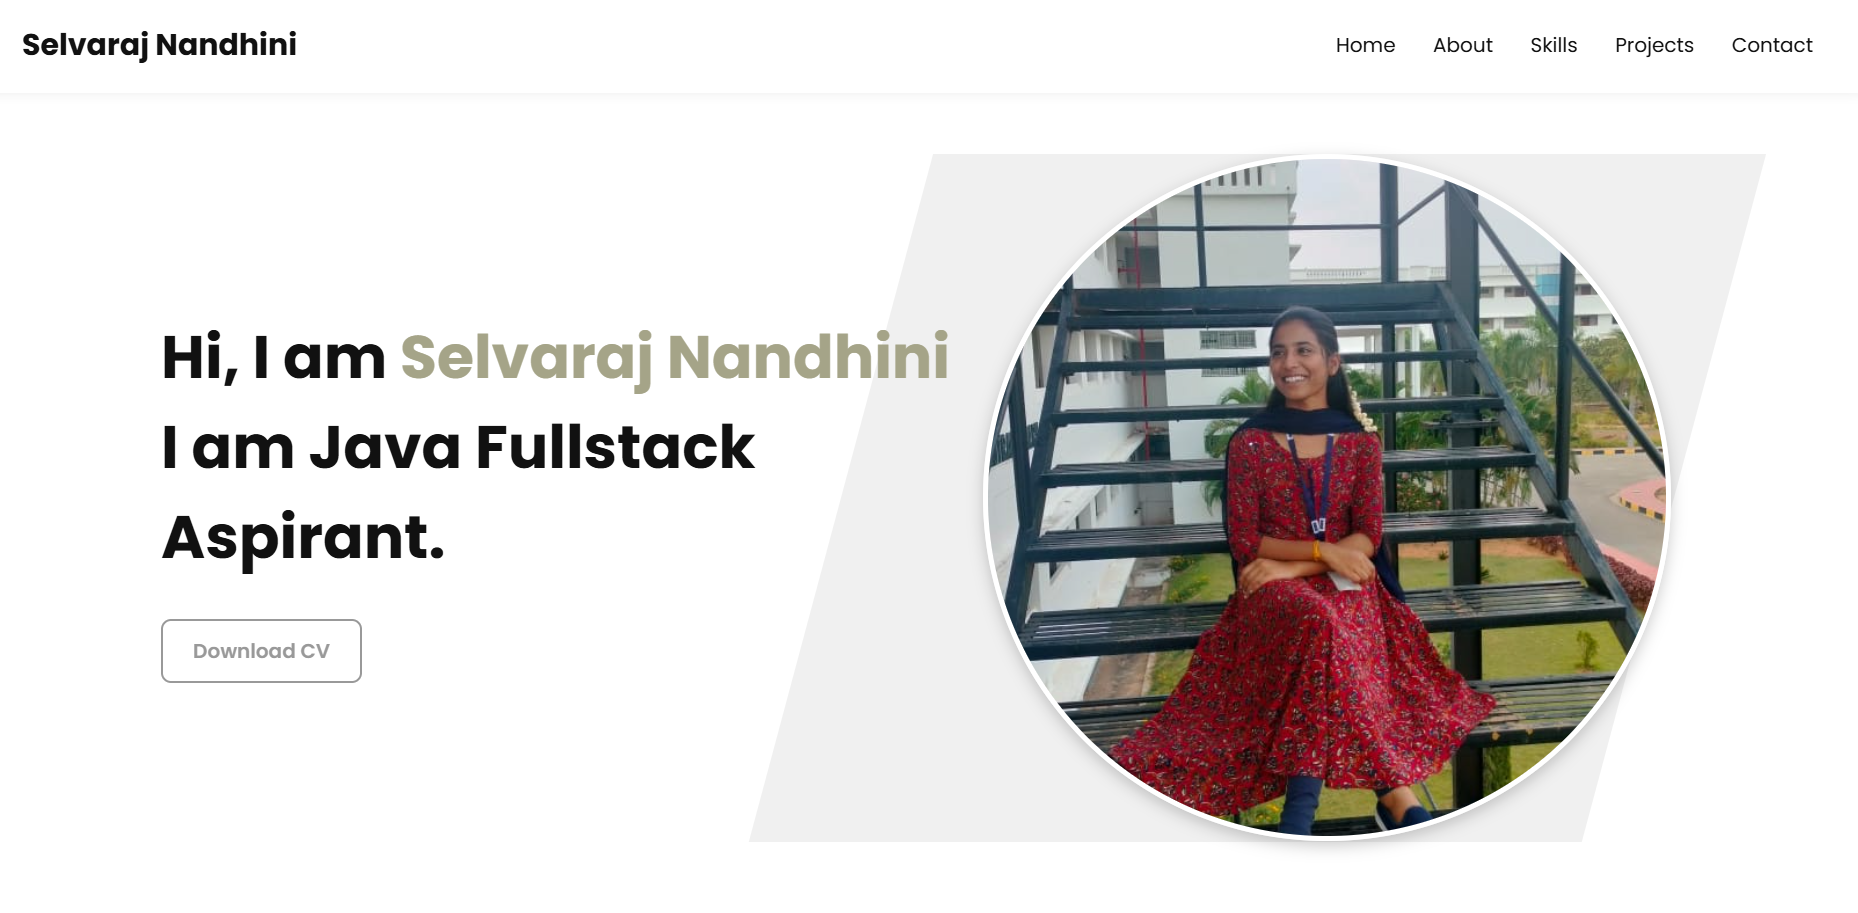 Selvaraj Nandhini
Home About Skills Projects Contact
Hi, I am Selvaraj Nandhini
I am Java Fullstack
Aspirant.
Download CV